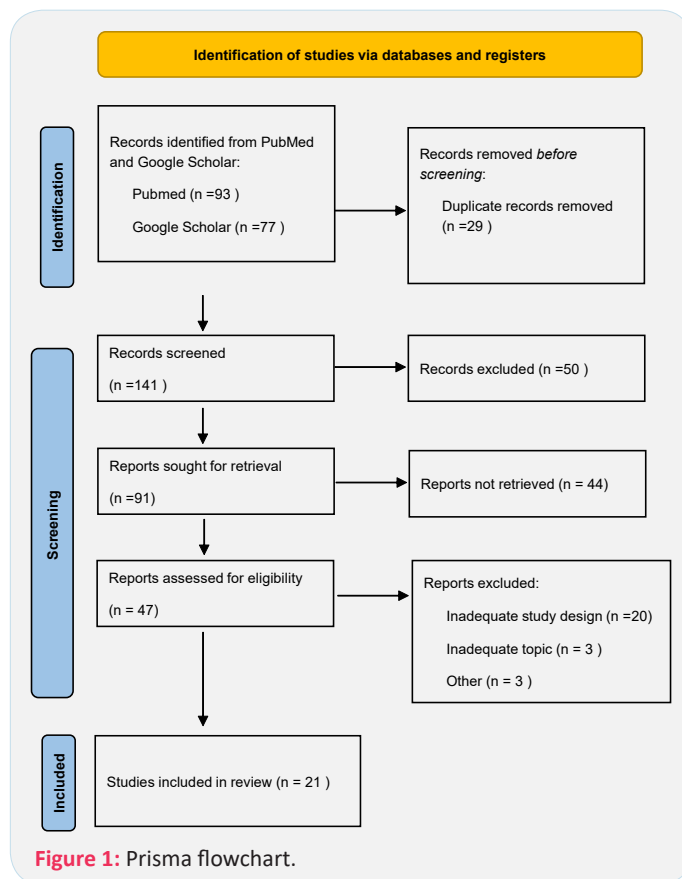 Identification of studies via databases and registers
Identification
Records identified from PubMed
and Google Scholar:
Pubmed (n =93 )
Google Scholar (n =77 )
Records removed before
screening:
Duplicate records removed
(n =29 )
Screening
Records screened
(n =141 )
Records excluded (n =50 )
Reports sought for retrieval
(n =91)
Reports not retrieved (n = 44)
Reports assessed for eligibility
(n = 47)
Reports excluded:
Inadequate study design (n =20)
Inadequate topic (n = 3 )
Other (n = 3 )
Included
Studies included in review (n = 21 )
Figure 1: Prisma flowchart.